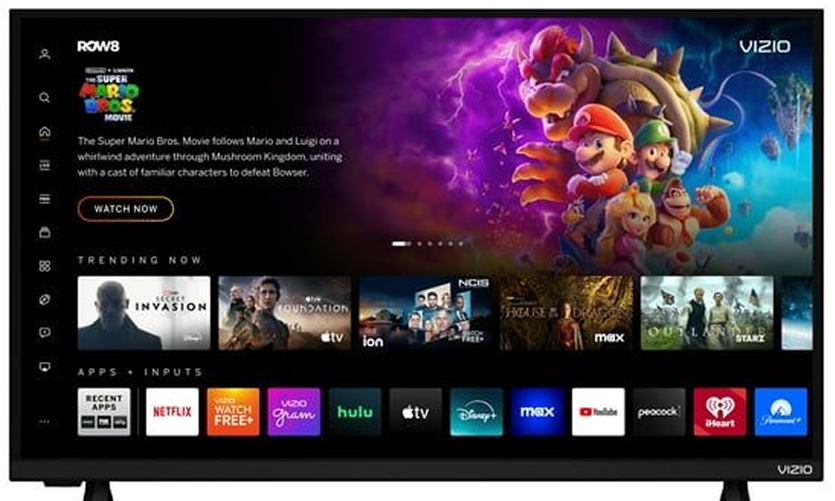 ROW8
VIZIO
THE SUPER
MARIO
BROS.
MOVIE
The Super Mario Bros. Movie follows Mario and Luigi on a
whirlwind adventure through Mushroom Kingdom, uniting
with a cast of familiar characters to defeat Bowser.
WATCH NOW
TRENDING NOW
SECRET
INVASION
Disney+
FOUNDATION
tv
NCIS
ion
WATCH
FREE+
HOUSE OF THE DRAGON
max
OUTLANDER
STARZ
APPS + INPUTS
RECENT
APPS
NETFLIX
VIZIO
WATCH
FREE+
VIZIO
gram
hulu
tv
Disney+
max
YouTube
peacock
iHeart
Paramount+
VIZIO